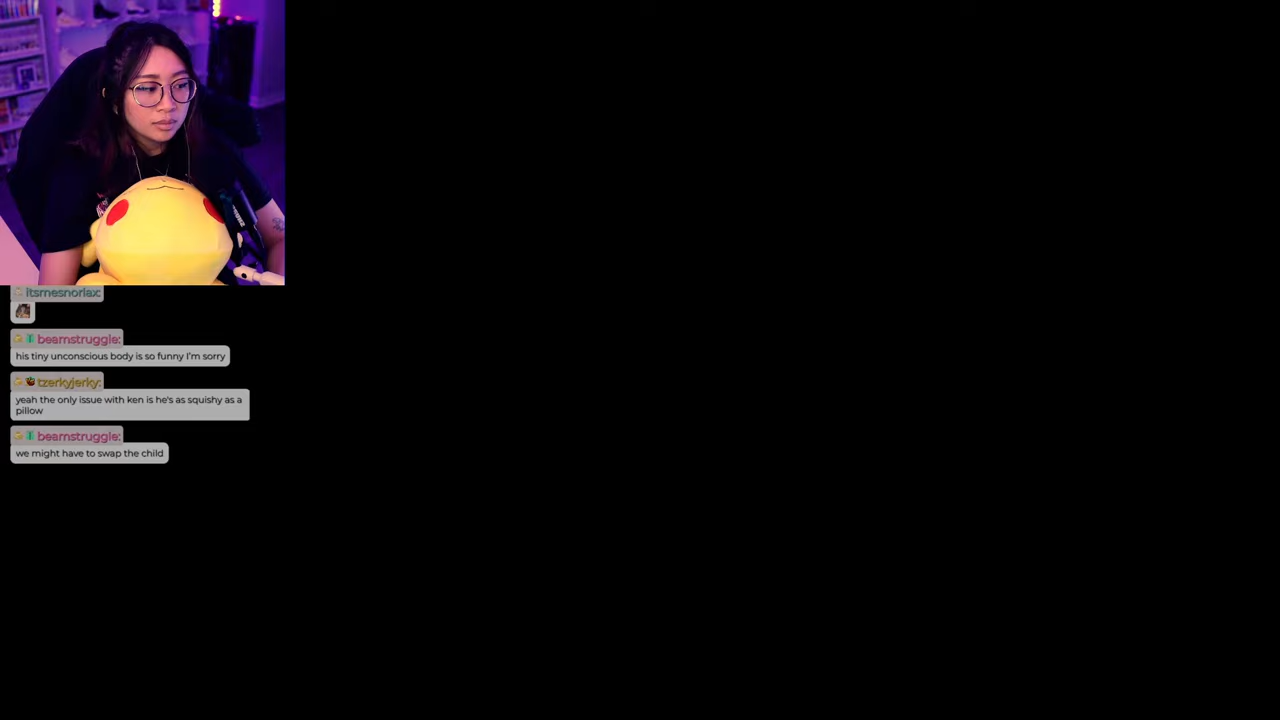 itsmesnorlax:
beamstruggle:
his tiny unconscious body is so funny I'm sorry
tzerkyjerky:
yeah the only issue with ken is he's as squishy as a
pillow
beamstruggle:
we might have to swap the child